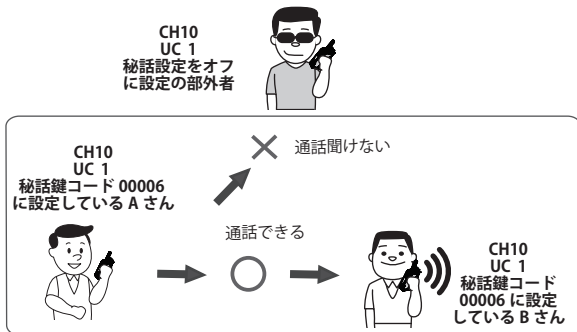 CH10
UC 1
秘話設定をオフ
に設定の部外者
通話聞けない
CH10
UC 1
秘話鍵コード 00006
に設定している A さん
通話できる
CH10
UC 1
秘話鍵コード
00006 に設定
している B さん